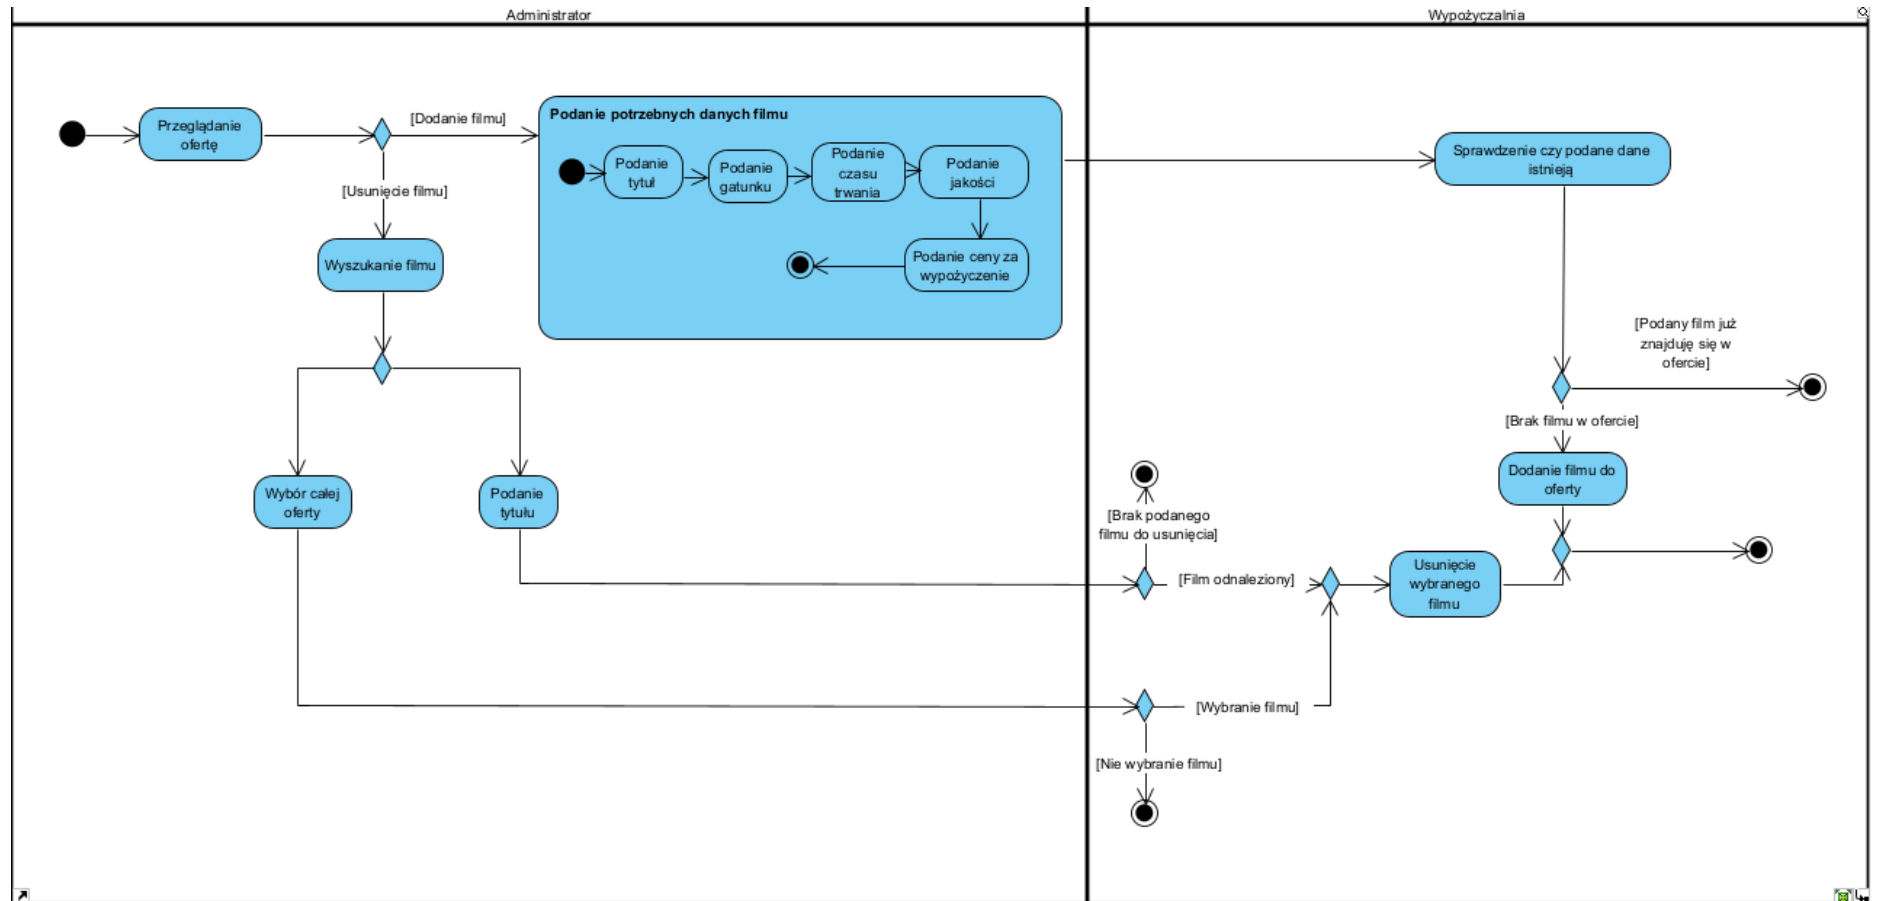 Administrator
Wypożyczalnia
Przeglądanie
ofertę
[Dodanie filmu]
[Usunięcie filmu]
Podanie potrzebnych danych filmu
Podanie
tytuł
Podanie
gatunku
Podanie
czasu
trwania
Podanie
jakości
Podanie ceny za
wypożyczenie
Sprawdzenie czy podane dane
istnieją
Wyszukanie filmu
[Podany film już
znajduję się w
ofercie]
[Brak filmu w ofercie]
Dodanie filmu do
oferty
Wybór całej
oferty
Podanie
tytułu
[Brak podanego
filmu do usunięcia]
[Film odnaleziony]
Usunięcie
wybranego
filmu
[Wybranie filmu]
[Nie wybranie filmu]